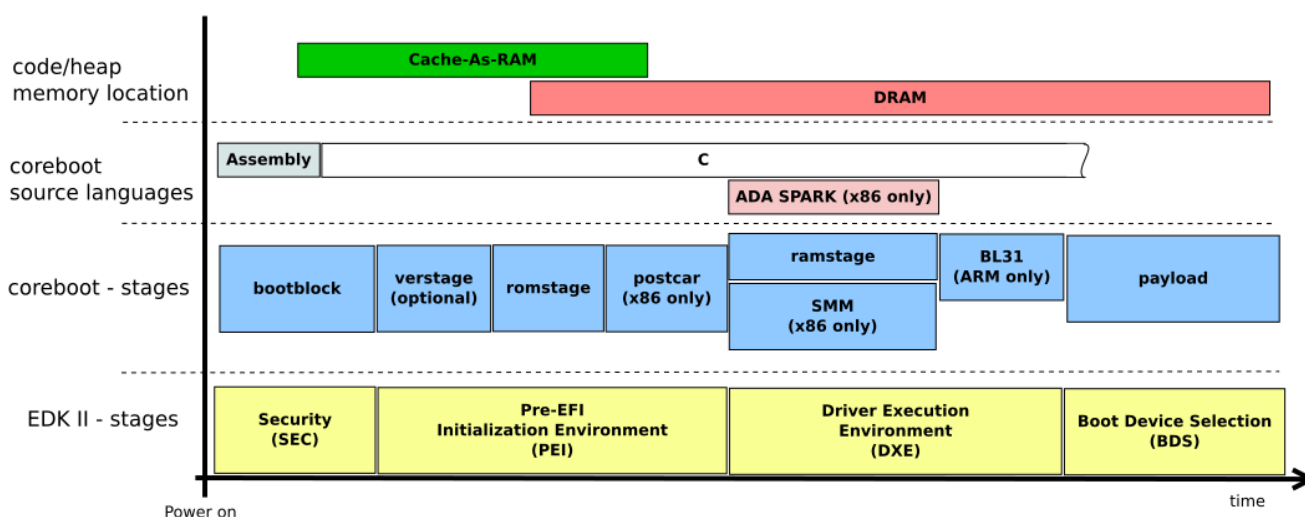 code/heap
memory location
Cache-As-RAM
DRAM
coreboot
source languages
Assembly
C
ADA SPARK (x86 only)
coreboot - stages
bootblock
verstage
(optional)
romstage
postcar
(x86 only)
ramstage
SMM
(x86 only)
BL31
(ARM only)
payload
EDK II - stages
Security
(SEC)
Pre-EFI
Initialization Environment
(PEI)
Driver Execution
Environment
(DXE)
Boot Device Selection
(BDS)
Power on
time